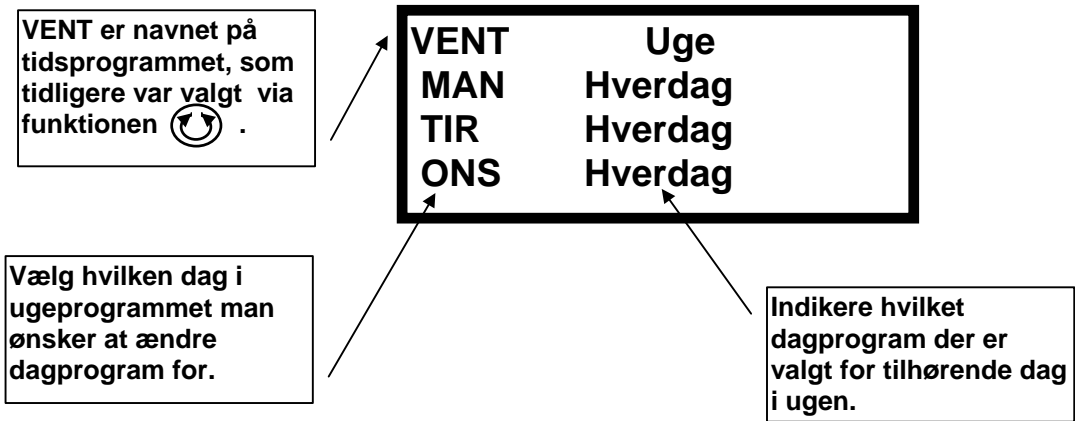 VENT er navnet på
tidsprogrammet, som
tidligere var valgt via
funktionen .
VENT Uge
MAN Hverdag
TIR Hverdag
ONS Hverdag
Vælg hvilken dag i
ugeprogrammet man
ønsker at ændre
dagprogram for.
Indikere hvilket
dagprogram der er
valgt for tilhørende dag
i ugen.